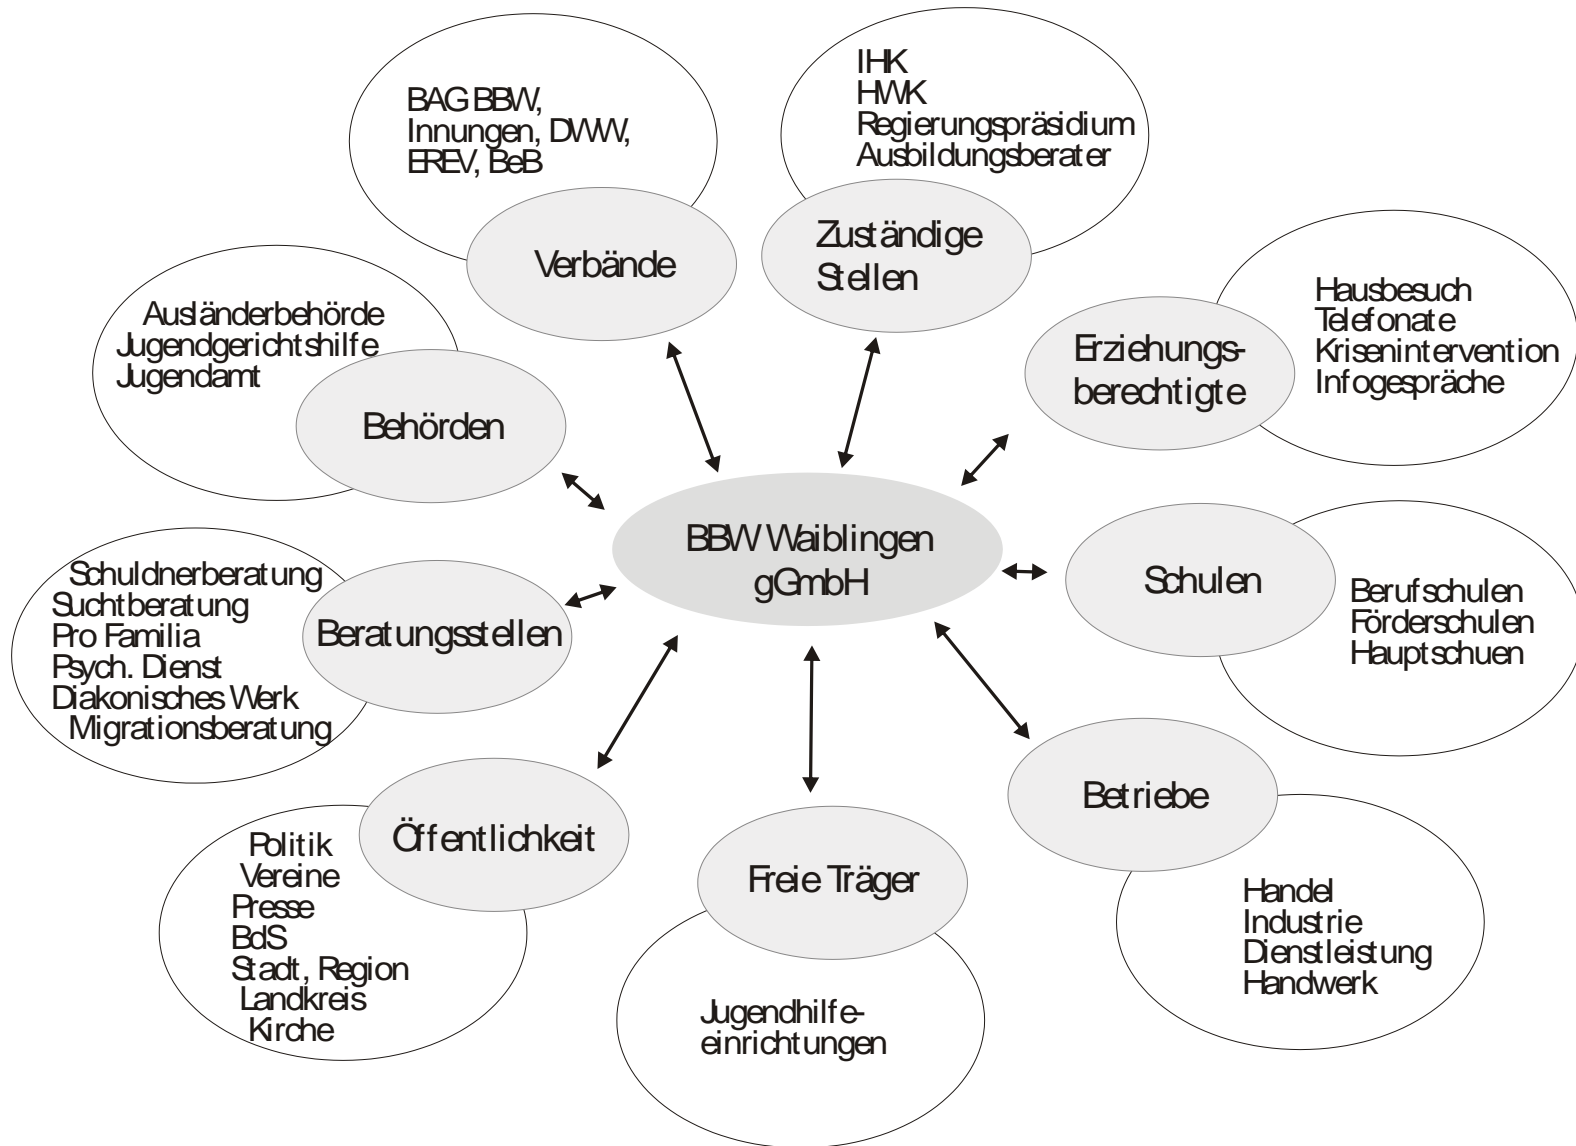 BAG BBW,
Innungen, DWW,
EREV, BeB
Verbände
IHK
HWK
Regierungspräsidium
Ausbildungsberater
Zuständige
Stellen
Hausbesuch
Telefonate
Krisenintervention
Infogespräche
Erziehungs-
berechtigte
Ausländerbehörde
Jugendgerichtshilfe
Jugendamt
Behörden
BBW Waiblingen
gGmbH
Schulen
Berufschulen
Förderschulen
Hauptschuen
Schuldnerberatung
Suchtberatung
Pro Familia
Psych. Dienst
Diakonisches Werk
Migrationsberatung
Beratungsstellen
Betriebe
Handel
Industrie
Dienstleistung
Handwerk
Öffentlichkeit
Politik
Vereine
Presse
BdS
Stadt, Region
Landkreis
Kirche
Freie Träger
Jugendhilfe-
einrichtungen